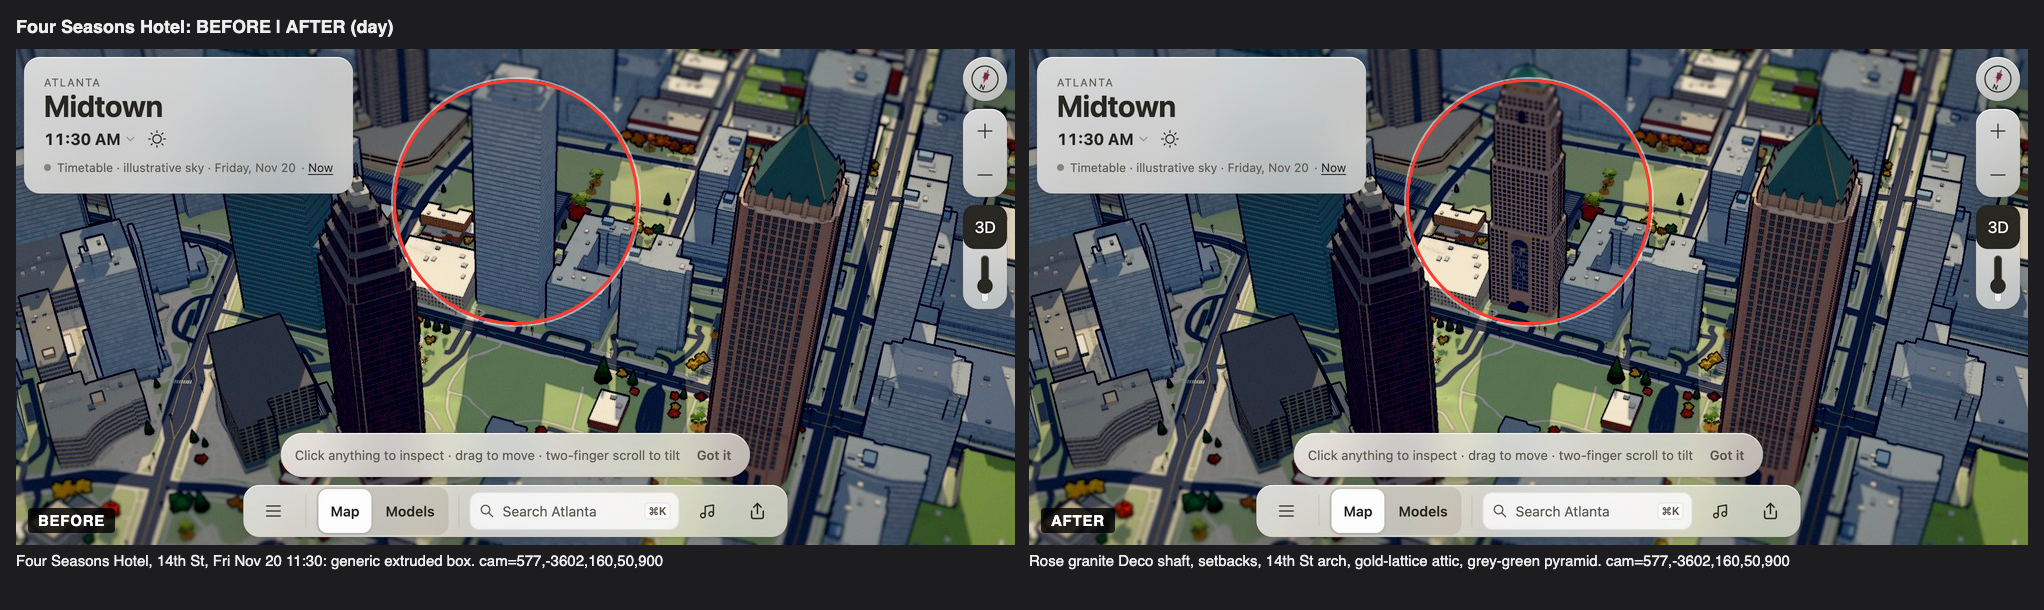 Four Seasons Hotel: BEFORE | AFTER (day)
ATLANTA
Midtown
11:30 AM
Timetable · illustrative sky · Friday, Nov 20 · Now
N
3D
Click anything to inspect · drag to move · two-finger scroll to tilt Got it
Map Models Search Atlanta ⌘K
BEFORE
Four Seasons Hotel, 14th St, Fri Nov 20 11:30: generic extruded box. cam=577,-3602,160,50,900
ATLANTA
Midtown
11:30 AM
Timetable · illustrative sky · Friday, Nov 20 · Now
N
3D
Click anything to inspect · drag to move · two-finger scroll to tilt Got it
Map Models Search Atlanta ⌘K
AFTER
Rose granite Deco shaft, setbacks, 14th St arch, gold-lattice attic, grey-green pyramid. cam=577,-3602,160,50,900